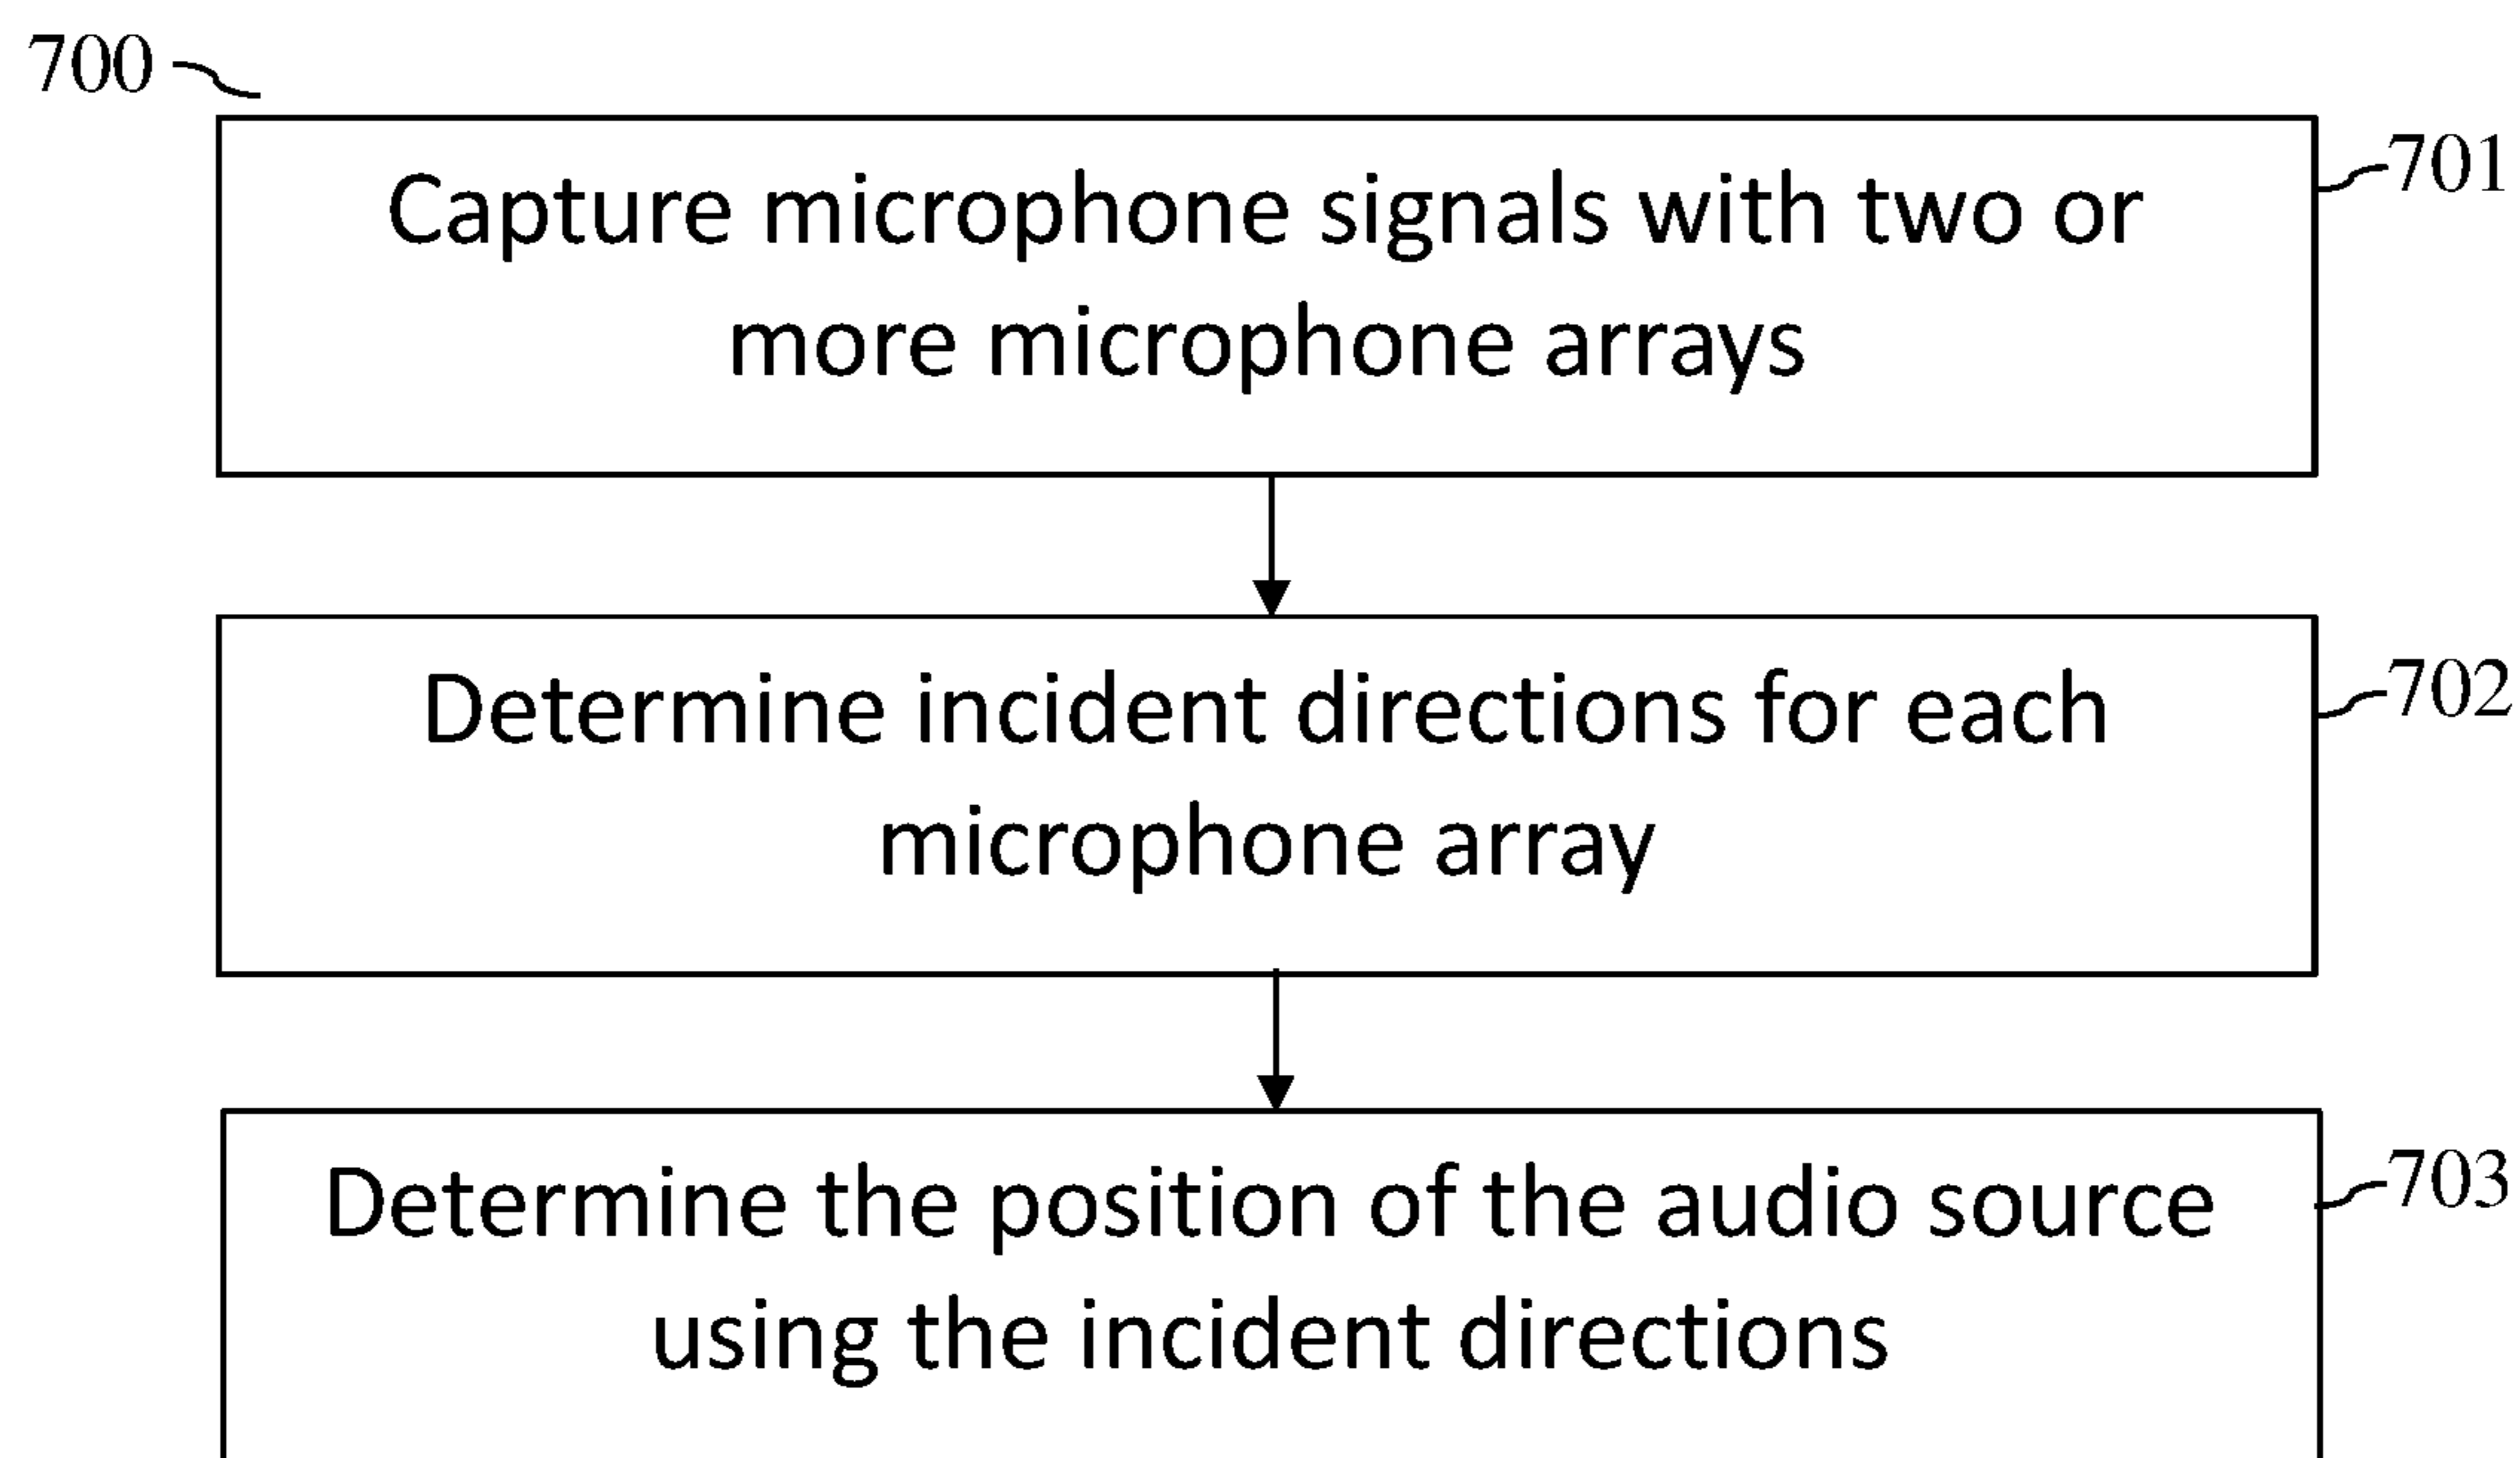 700
701
Capture microphone signals with two or
more microphone arrays
702
Determine incident directions for each
microphone array
703
Determine the position of the audio source
using the incident directions